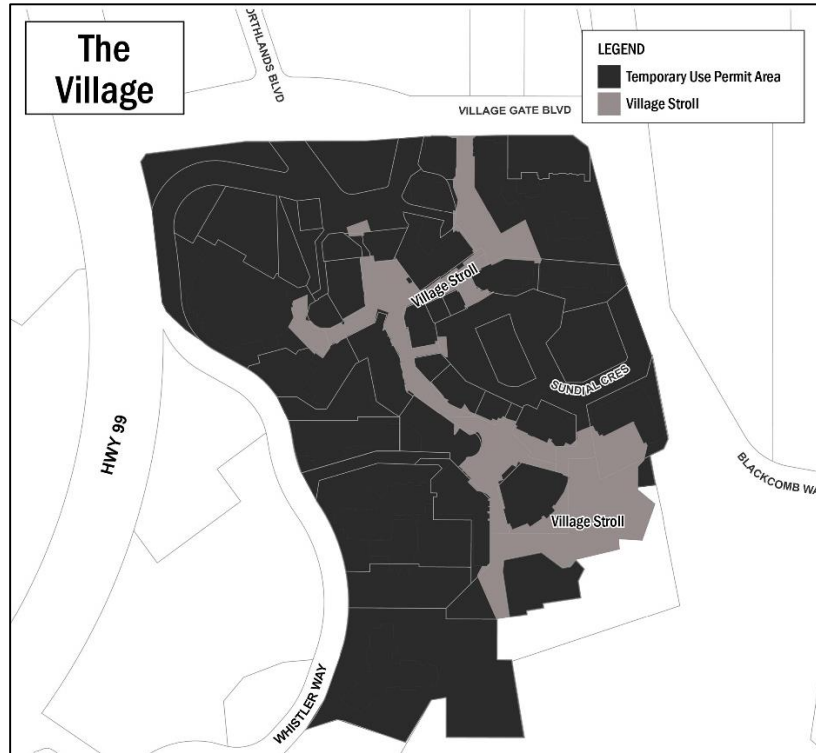 The
Village
LEGEND
Temporary Use Permit Area
Village Stroll
ORTHLANDS BLVD
VILLAGE GATE BLVD
Village Stroll
SUNDIAL CRES
HWY 99
BLACKCOMB WA
Village Stroll
WHISTLER WAY